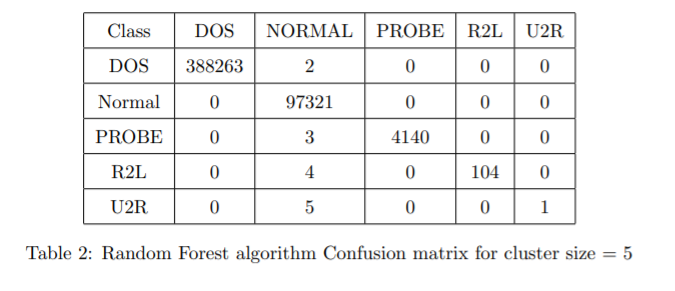 Class DOS NORMAL PROBE R2L U2R
DOS 388263 2 0 0 0
Normal 0 97321 0 0 0
PROBE 0 3 4140 0 0
R2L 0 4 0 104 0
U2R 0 5 0 0 1
Table 2: Random Forest algorithm Confusion matrix for cluster size = 5